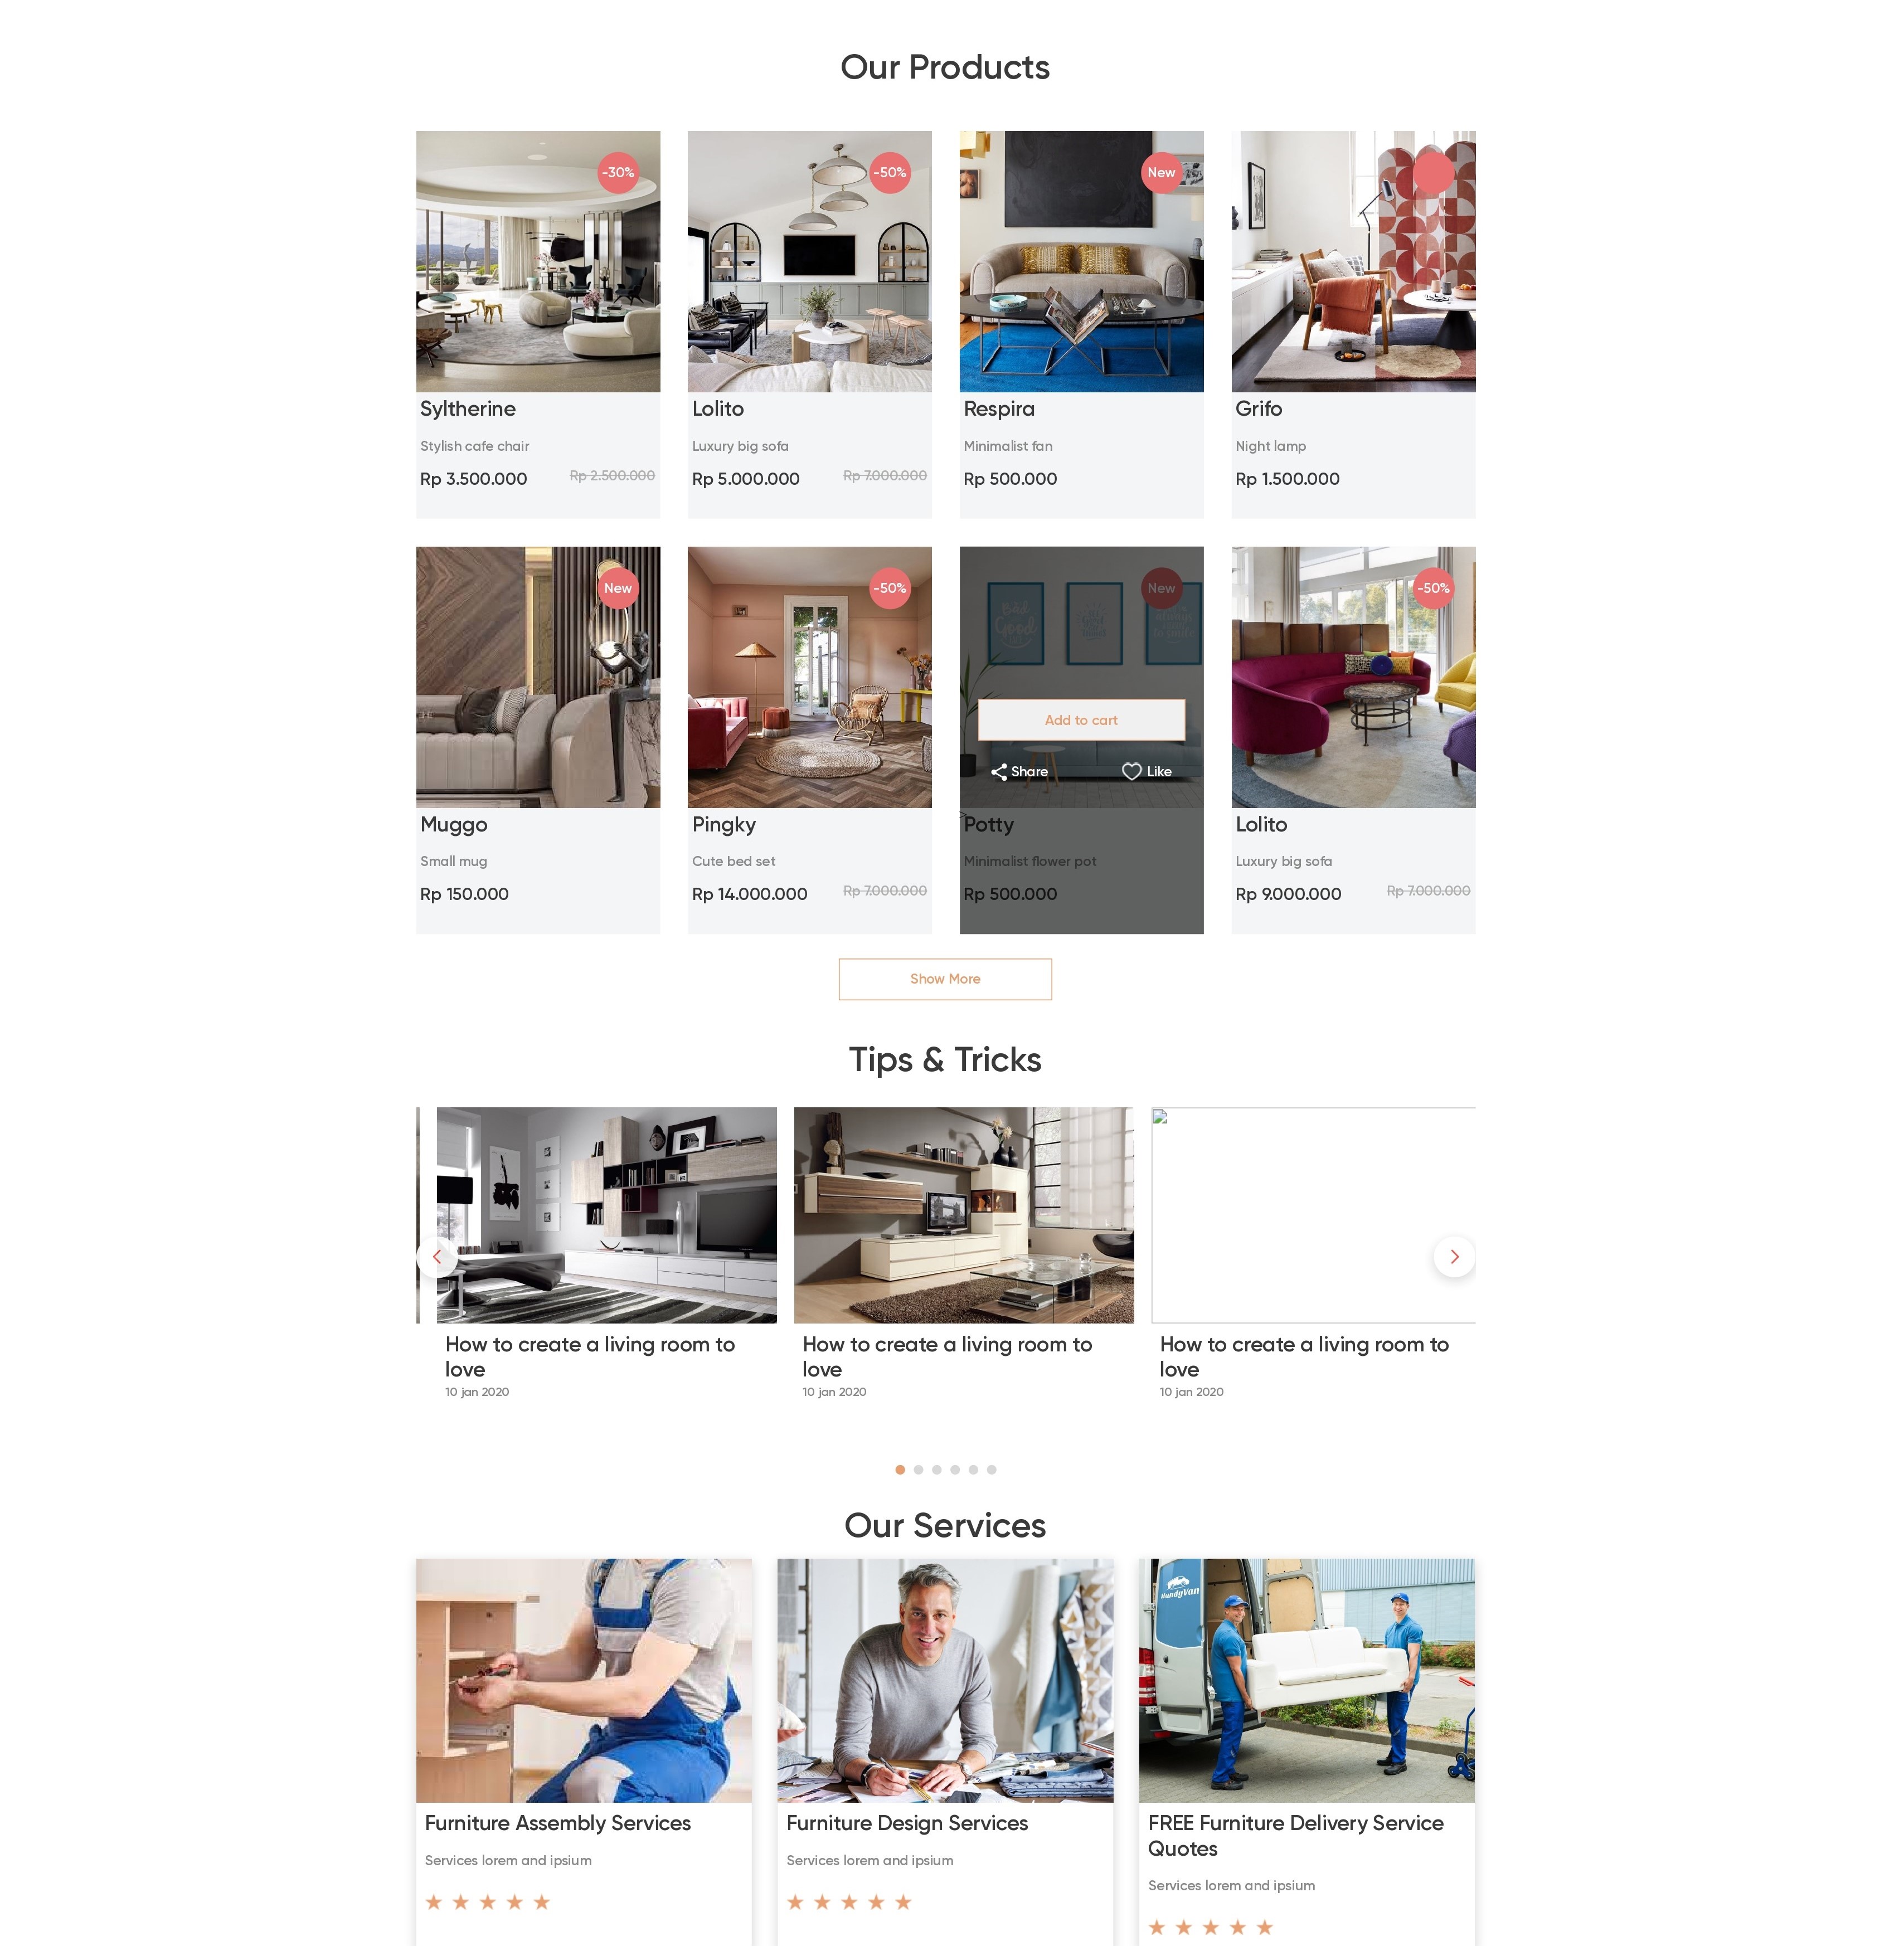 Our Products
-30%
-50%
New
Syltherine
Lolito
Respira
Grifo
Stylish cafe chair
Luxury big sofa
Minimalist fan
Night lamp
Rp 3.500.000
Rp 2.500.000
Rp 5.000.000
Rp 7.000.000
Rp 500.000
Rp 1.500.000
New
-50%
New
-50%
Bad
Good
always
to smile
Add to cart
Share
Like
Muggo
Pingky
Potty
Lolito
Small mug
Cute bed set
Minimalist flower pot
Luxury big sofa
Rp 150.000
Rp 14.000.000
Rp 7.000.000
Rp 500.000
Rp 9.000.000
Rp 7.000.000
Show More
Tips & Tricks
How to create a living room to
love
10 jan 2020
How to create a living room to
love
10 jan 2020
How to create a living room to
love
10 jan 2020
Our Services
HandyVan
Furniture Assembly Services
Services lorem and ipsium
Furniture Design Services
Services lorem and ipsium
FREE Furniture Delivery Service
Quotes
Services lorem and ipsium